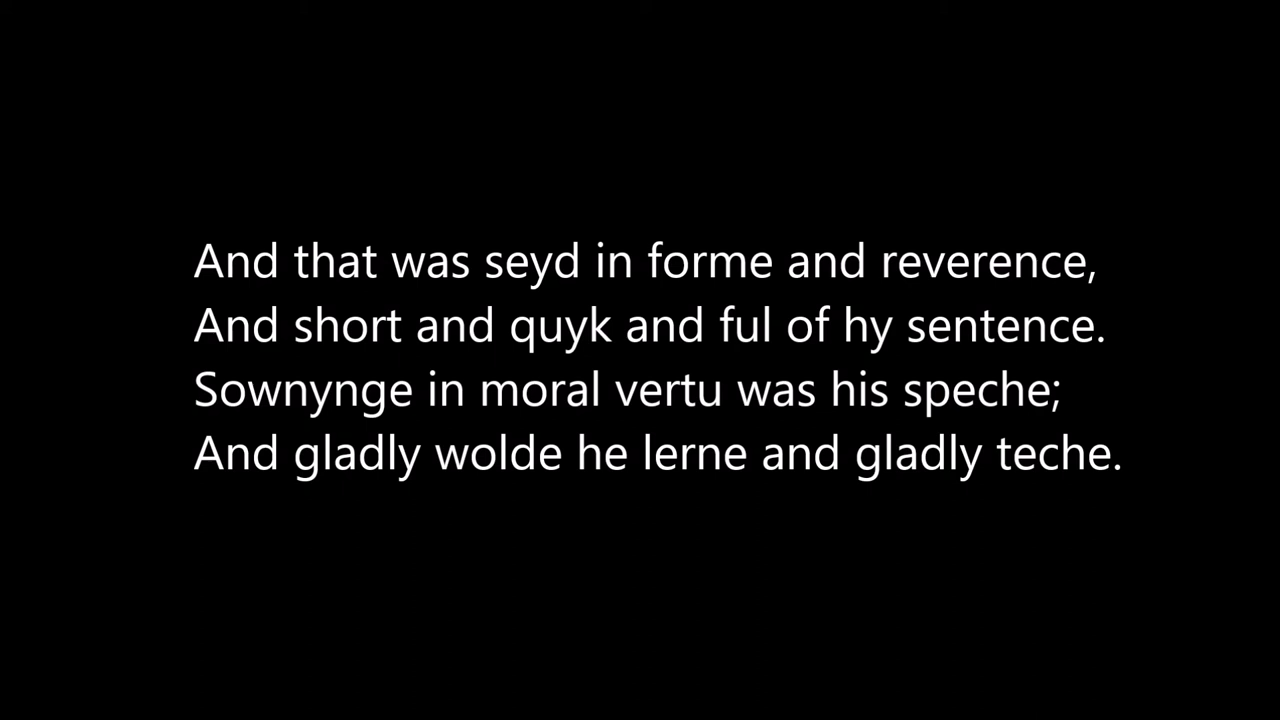 And that was seyd in forme and reverence,
And short and quyk and ful of hy sentence.
Sownynge in moral vertu was his speche;
And gladly wolde he lerne and gladly teche.